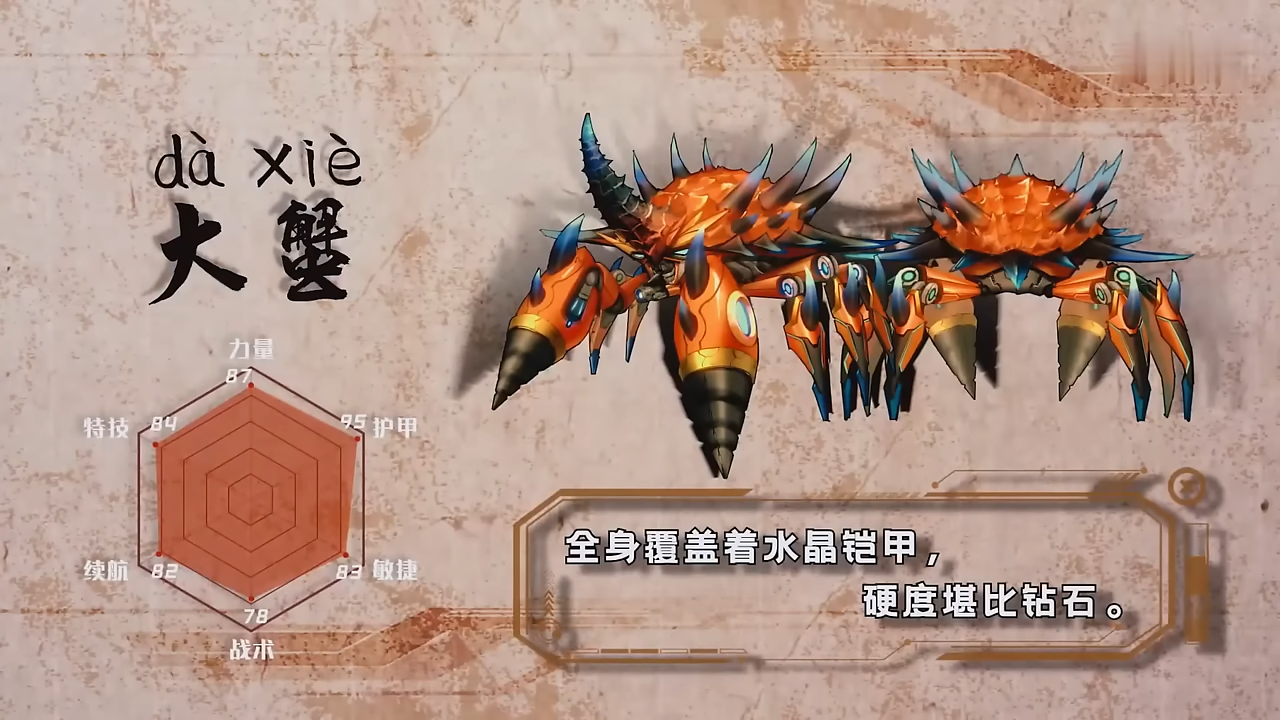 dà xiè
大蟹
力量
87
特技 84
95 护甲
续航 82
83 敏捷
78
战术
全身覆盖着水晶铠甲，
硬度堪比钻石。